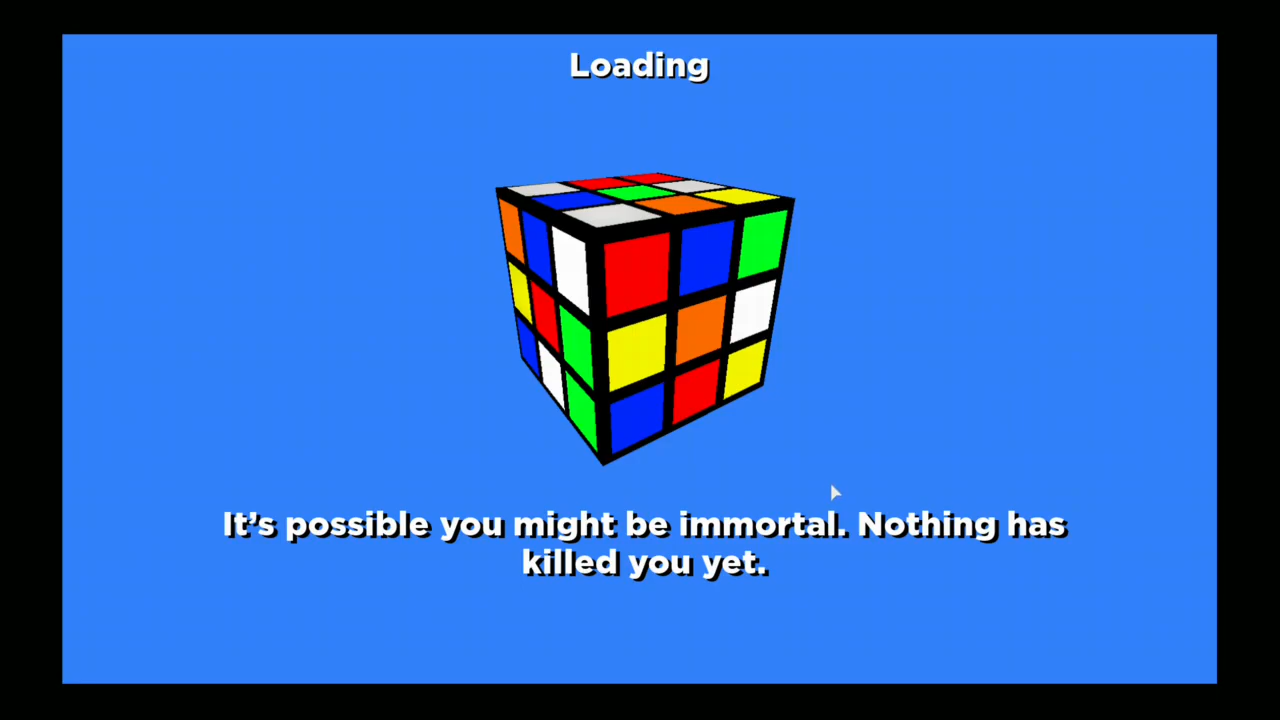 Loading
It’s possible you might be immortal. Nothing has
killed you yet.